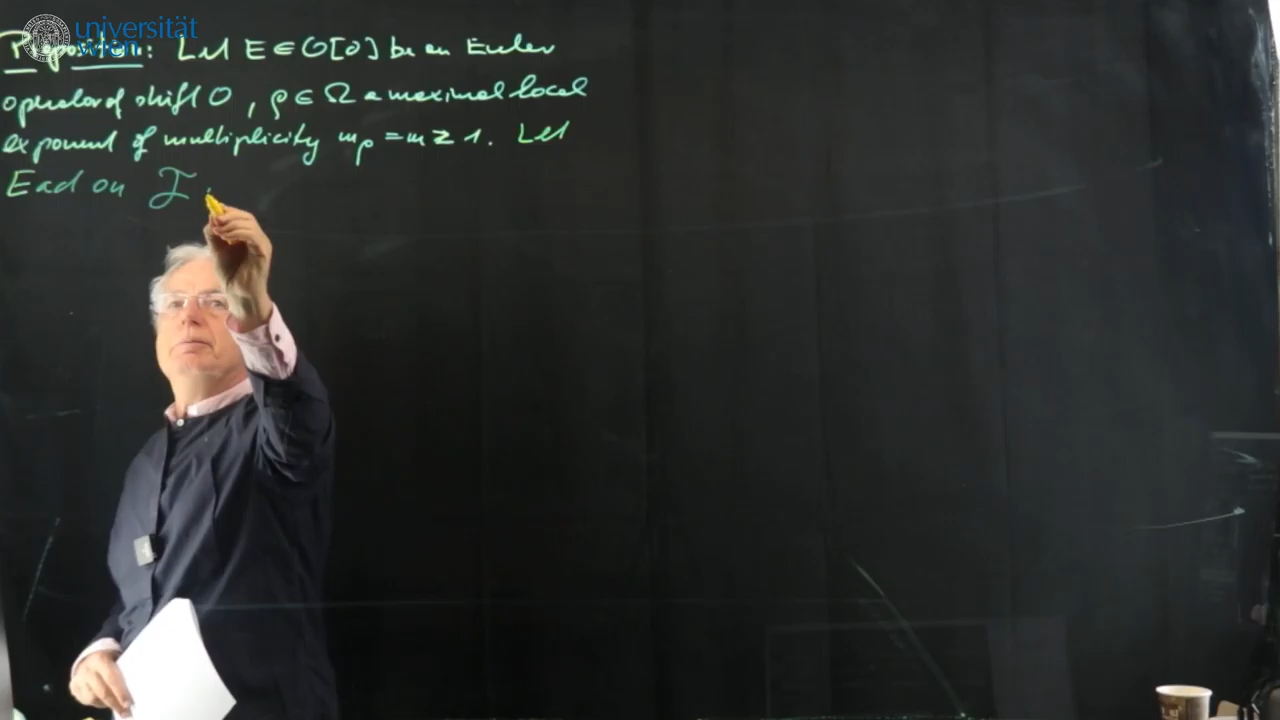 universität
wien
Proposition: Let E ∈ O[∂] be an Euler
operator of shift 0, ρ ∈ Ω a maximal local
exponent of multiplicity m_ρ = m ≥ 1. Let
E act on F